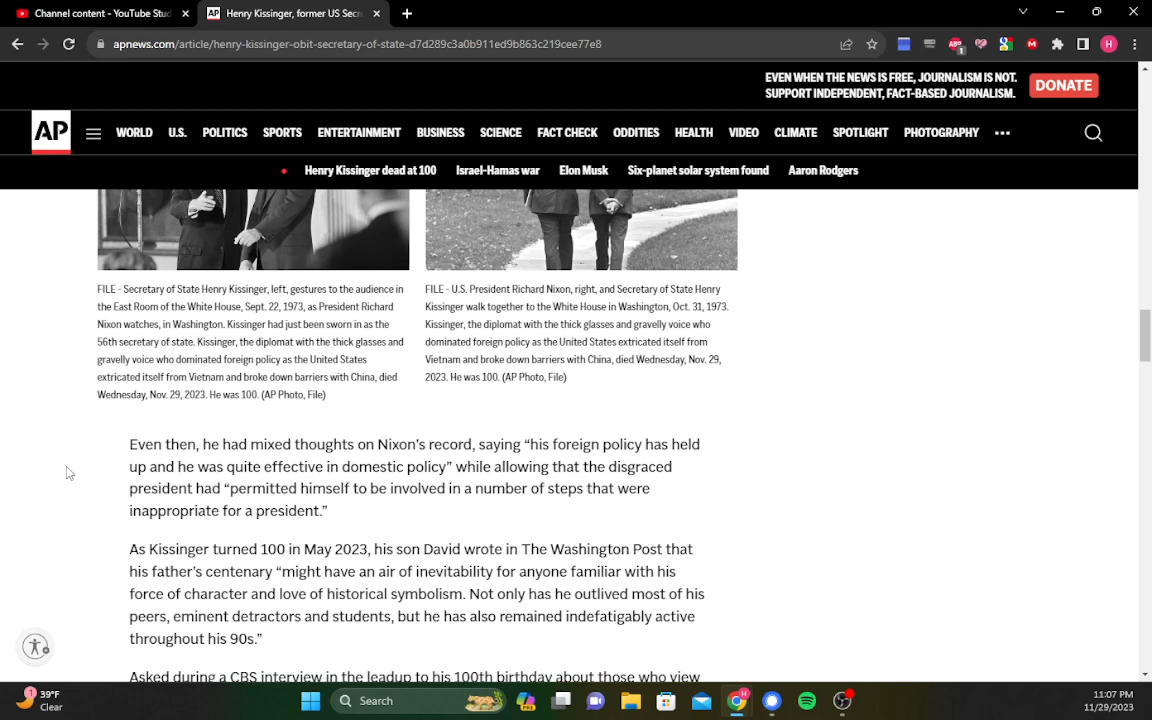 Channel content - YouTube Stud
Henry Kissinger, former US Secr
apnews.com/article/henry-kissinger-obit-secretary-of-state-d7d289c3a0b911ed9b863c219cee77e8
EVEN WHEN THE NEWS IS FREE, JOURNALISM IS NOT.
SUPPORT INDEPENDENT, FACT-BASED JOURNALISM.
DONATE
AP
WORLD U.S. POLITICS SPORTS ENTERTAINMENT BUSINESS SCIENCE FACT CHECK ODDITIES HEALTH VIDEO CLIMATE SPOTLIGHT PHOTOGRAPHY
Henry Kissinger dead at 100 Israel-Hamas war Elon Musk Six-planet solar system found Aaron Rodgers
FILE - Secretary of State Henry Kissinger, left, gestures to the audience in
the East Room of the White House, Sept. 22, 1973, as President Richard
Nixon watches, in Washington. Kissinger had just been sworn in as the
56th secretary of state. Kissinger, the diplomat with the thick glasses and
gravelly voice who dominated foreign policy as the United States
extricated itself from Vietnam and broke down barriers with China, died
Wednesday, Nov. 29, 2023. He was 100. (AP Photo, File)
FILE - U.S. President Richard Nixon, right, and Secretary of State Henry
Kissinger walk together to the White House in Washington, Oct. 31, 1973.
Kissinger, the diplomat with the thick glasses and gravelly voice who
dominated foreign policy as the United States extricated itself from
Vietnam and broke down barriers with China, died Wednesday, Nov. 29,
2023. He was 100. (AP Photo, File)
Even then, he had mixed thoughts on Nixon's record, saying “his foreign policy has held
up and he was quite effective in domestic policy” while allowing that the disgraced
president had “permitted himself to be involved in a number of steps that were
inappropriate for a president.”
As Kissinger turned 100 in May 2023, his son David wrote in The Washington Post that
his father's centenary “might have an air of inevitability for anyone familiar with his
force of character and love of historical symbolism. Not only has he outlived most of his
peers, eminent detractors and students, but he has also remained indefatigably active
throughout his 90s.”
Asked during a CBS interview in the leadup to his 100th birthday about those who view
39°F
Clear
Search
11:07 PM
11/29/2023